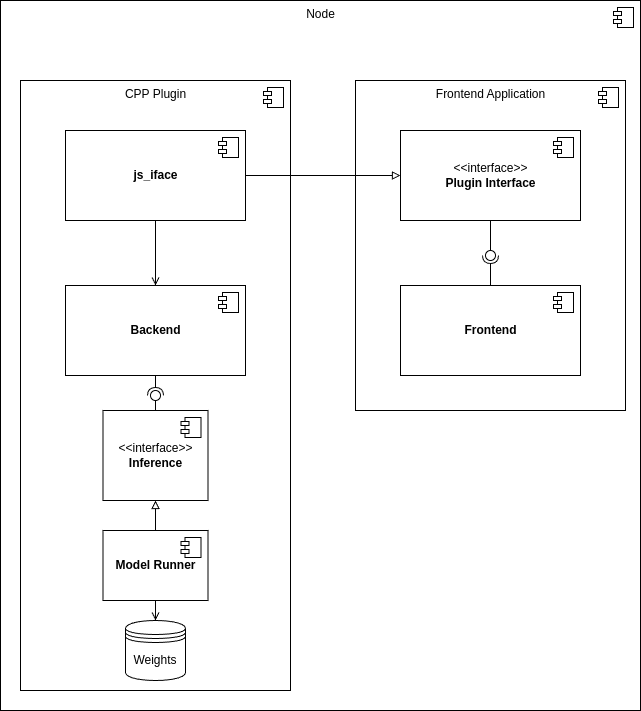 Node
CPP Plugin
Frontend Application
js_iface
<<interface>>
Plugin Interface
Backend
Frontend
<<interface>>
Inference
Model Runner
Weights